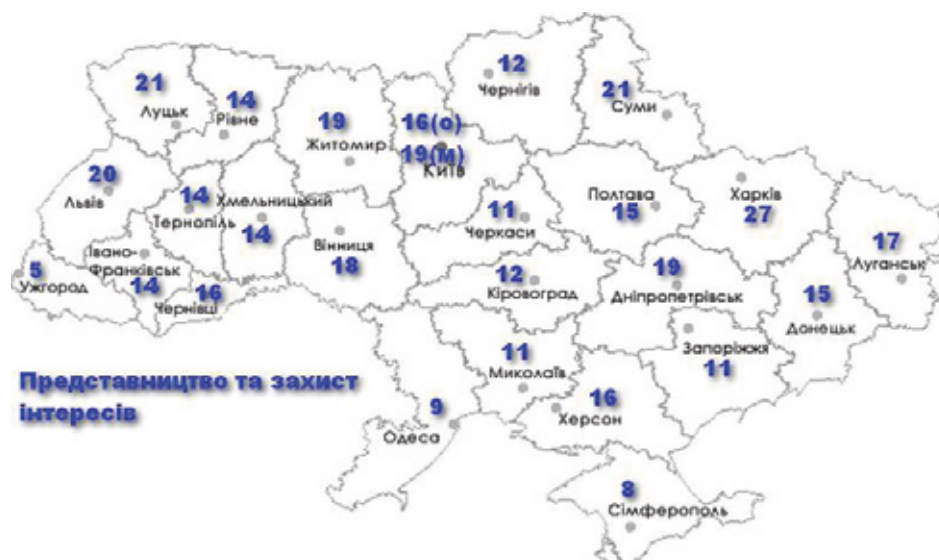 12
Чернігів
21
Суми
21
Луцьк
14
Рівне
19
Житомир
16(о)
19(м)
Київ
20
Львів
14
Тернопіль
Хмельницький
14
Вінниця
18
11
Черкаси
Полтава
15
Харків
27
17
Луганськ
5
Ужгород
Івано-
Франківськ
14
16
Чернівці
12
Кіровоград
19
Дніпропетрівськ
15
Донецьк
Запоріжжя
11
11
Миколаїв
16
Херсон
Представництво та захист
інтересів
9
Одеса
8
Сімферополь